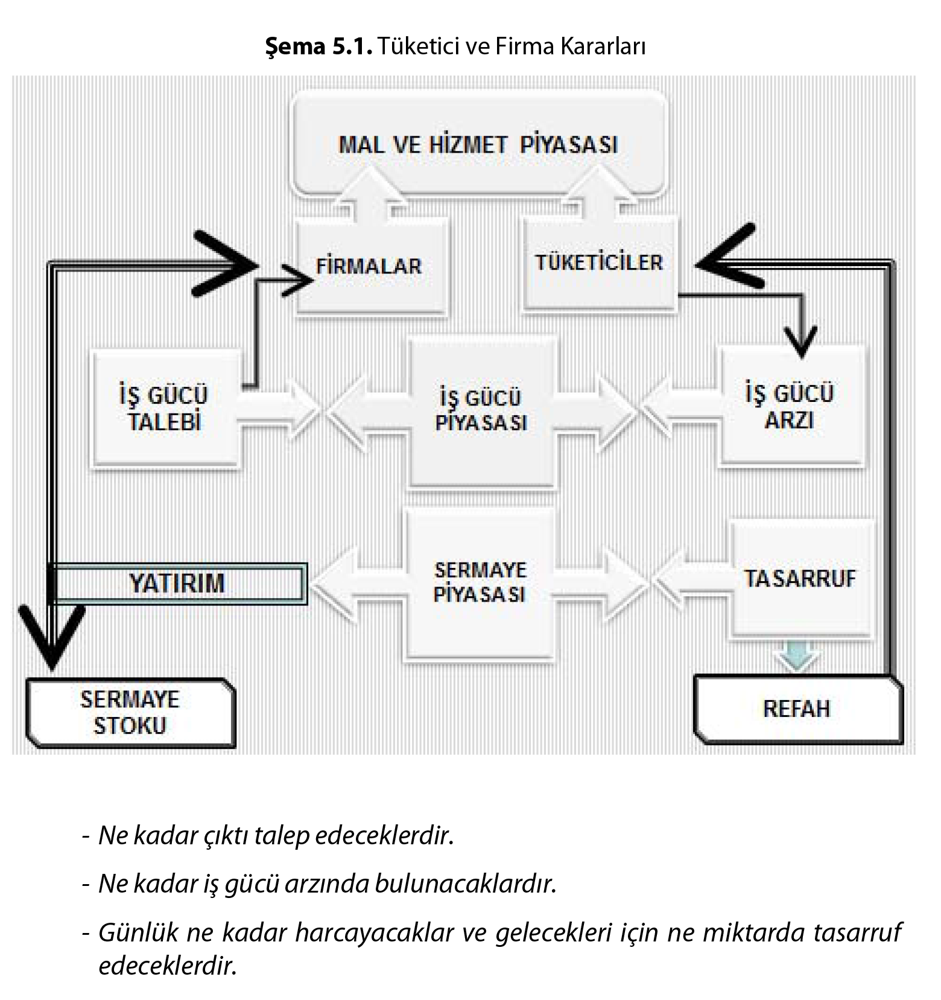 Şema 5.1. Tüketici ve Firma Kararları
MAL VE HİZMET PİYASASI
FİRMALAR
TÜKETİCİLER
İŞ GÜCÜ
TALEBİ
İŞ GÜCÜ
PİYASASI
İŞ GÜCÜ
ARZI
YATIRIM
SERMAYE
PİYASASI
TASARRUF
SERMAYE
STOKU
REFAH
- Ne kadar çıktı talep edeceklerdir.
- Ne kadar iş gücü arzında bulunacaklardır.
- Günlük ne kadar harcayacaklar ve gelecekleri için ne miktarda tasarruf
edeceklerdir.